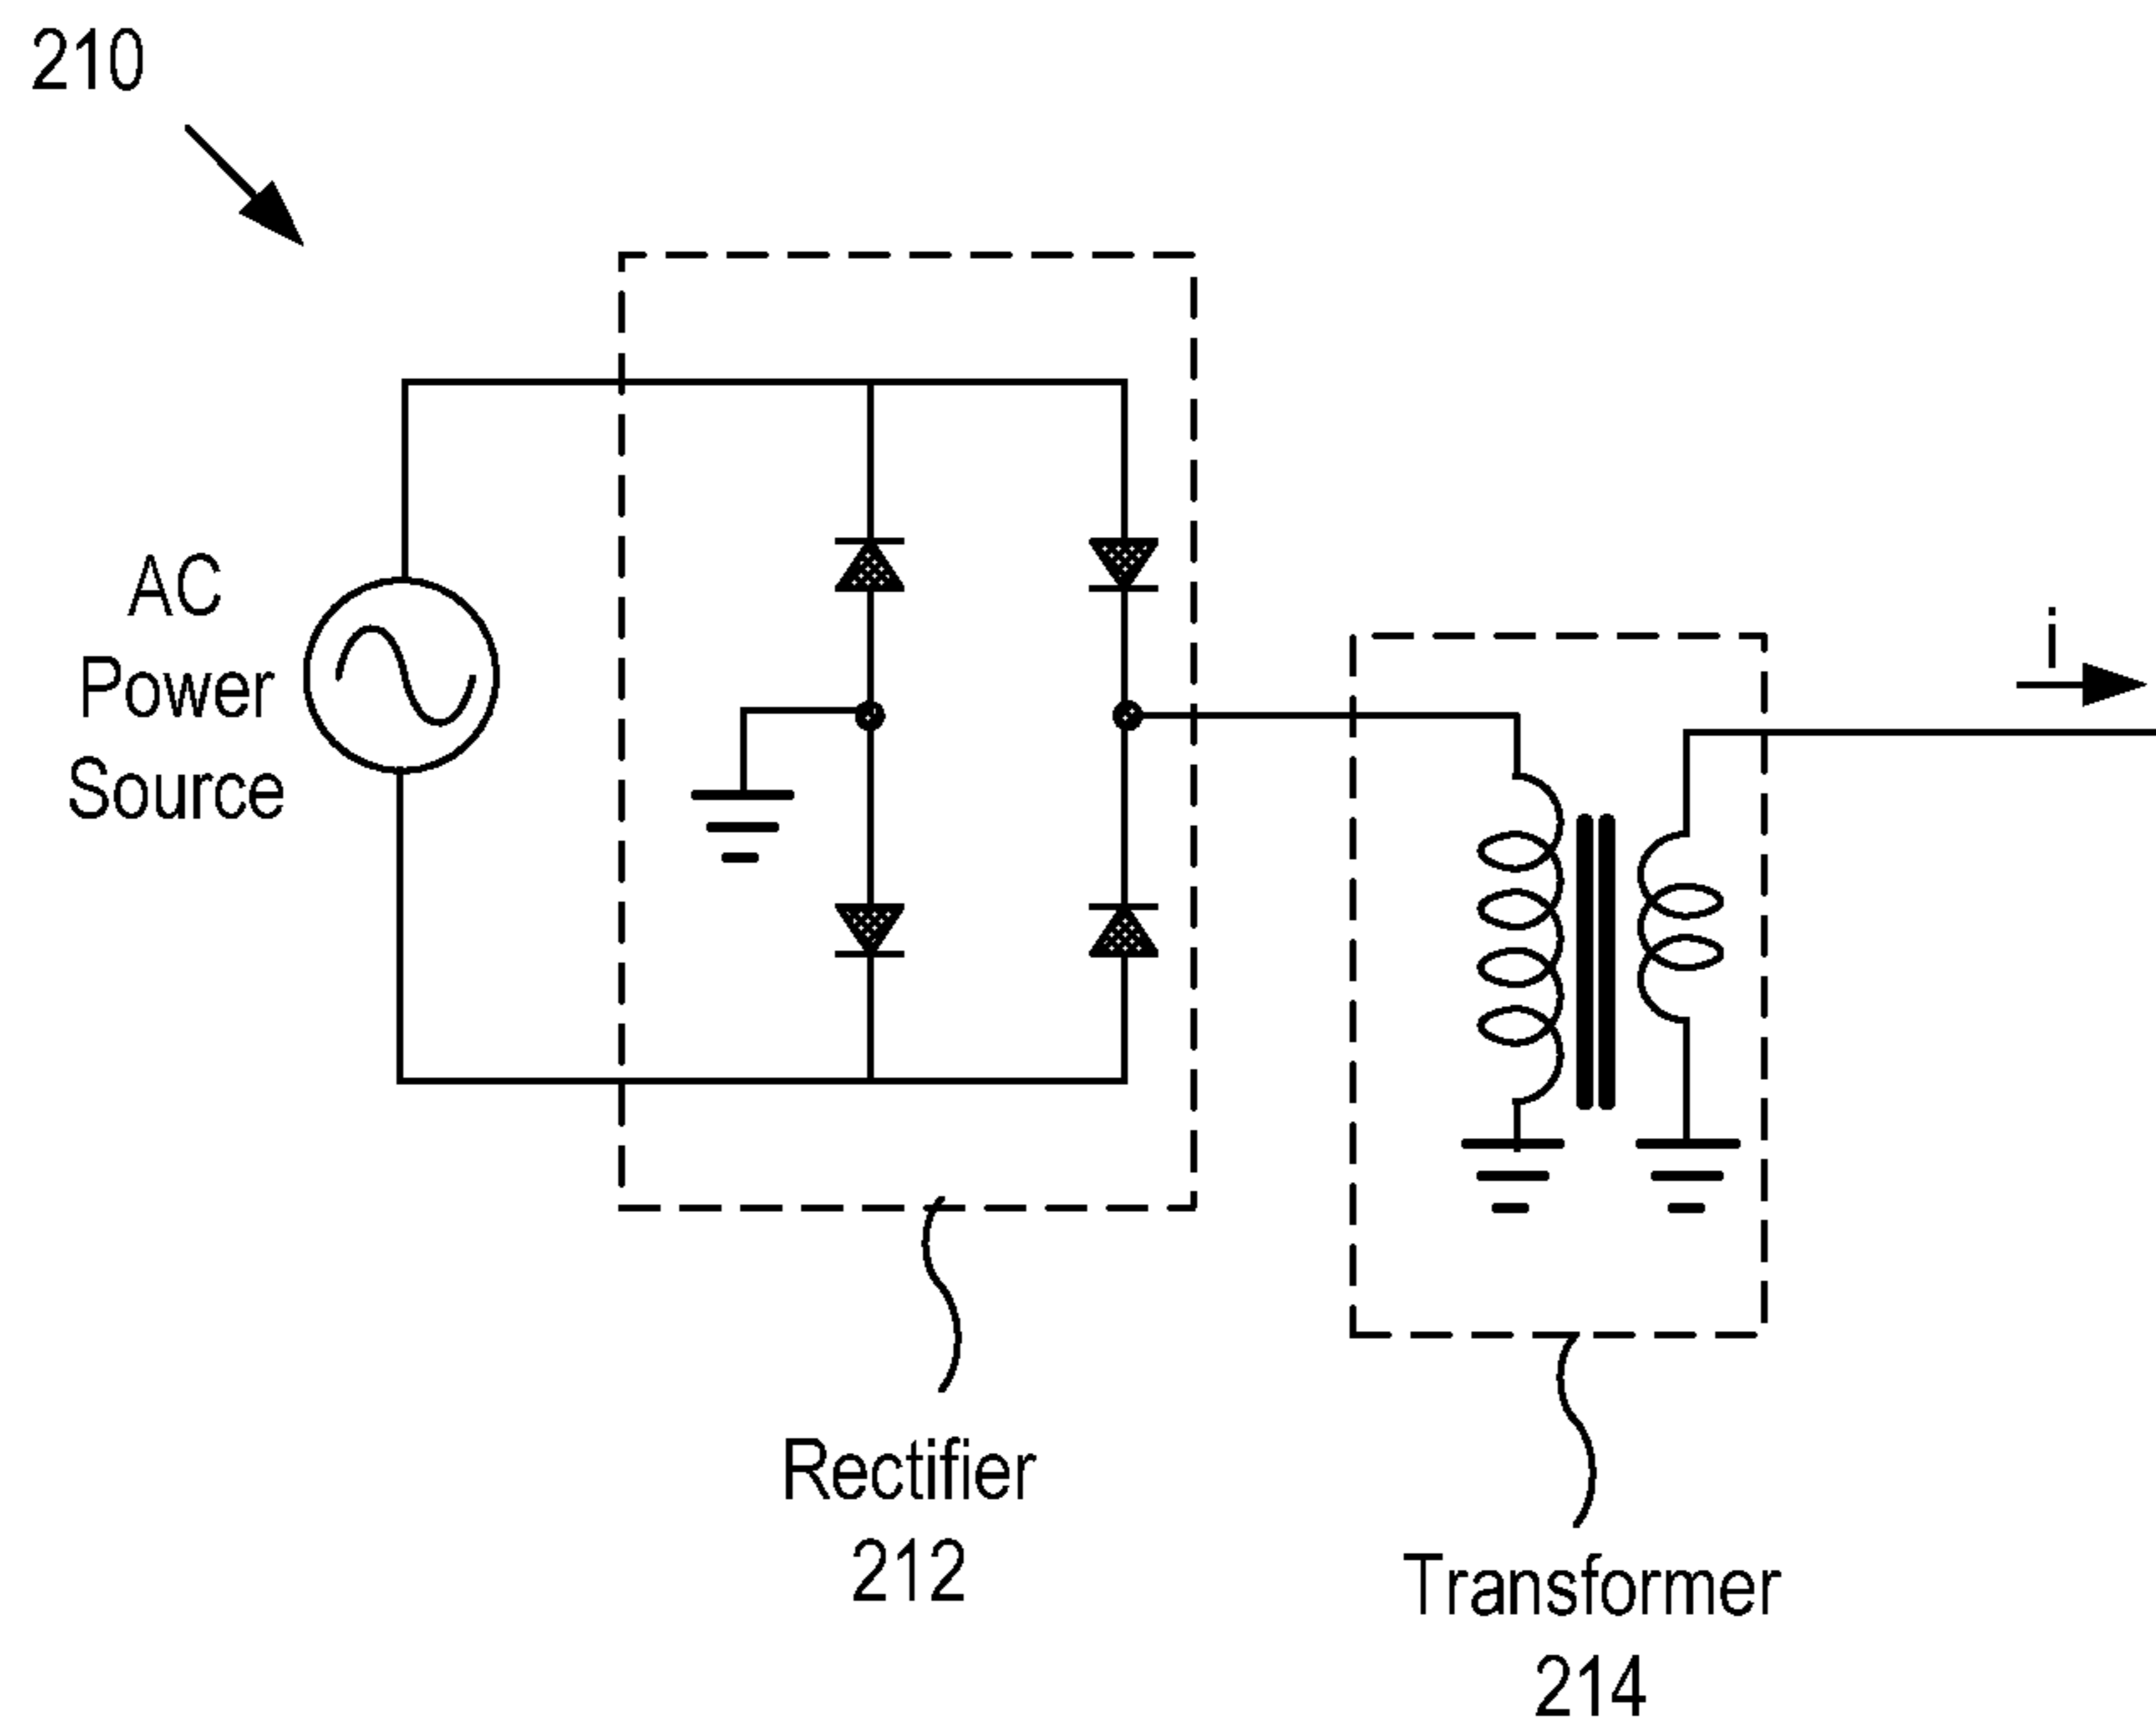 210
AC
Power
Source
i
Rectifier
212
Transformer
214